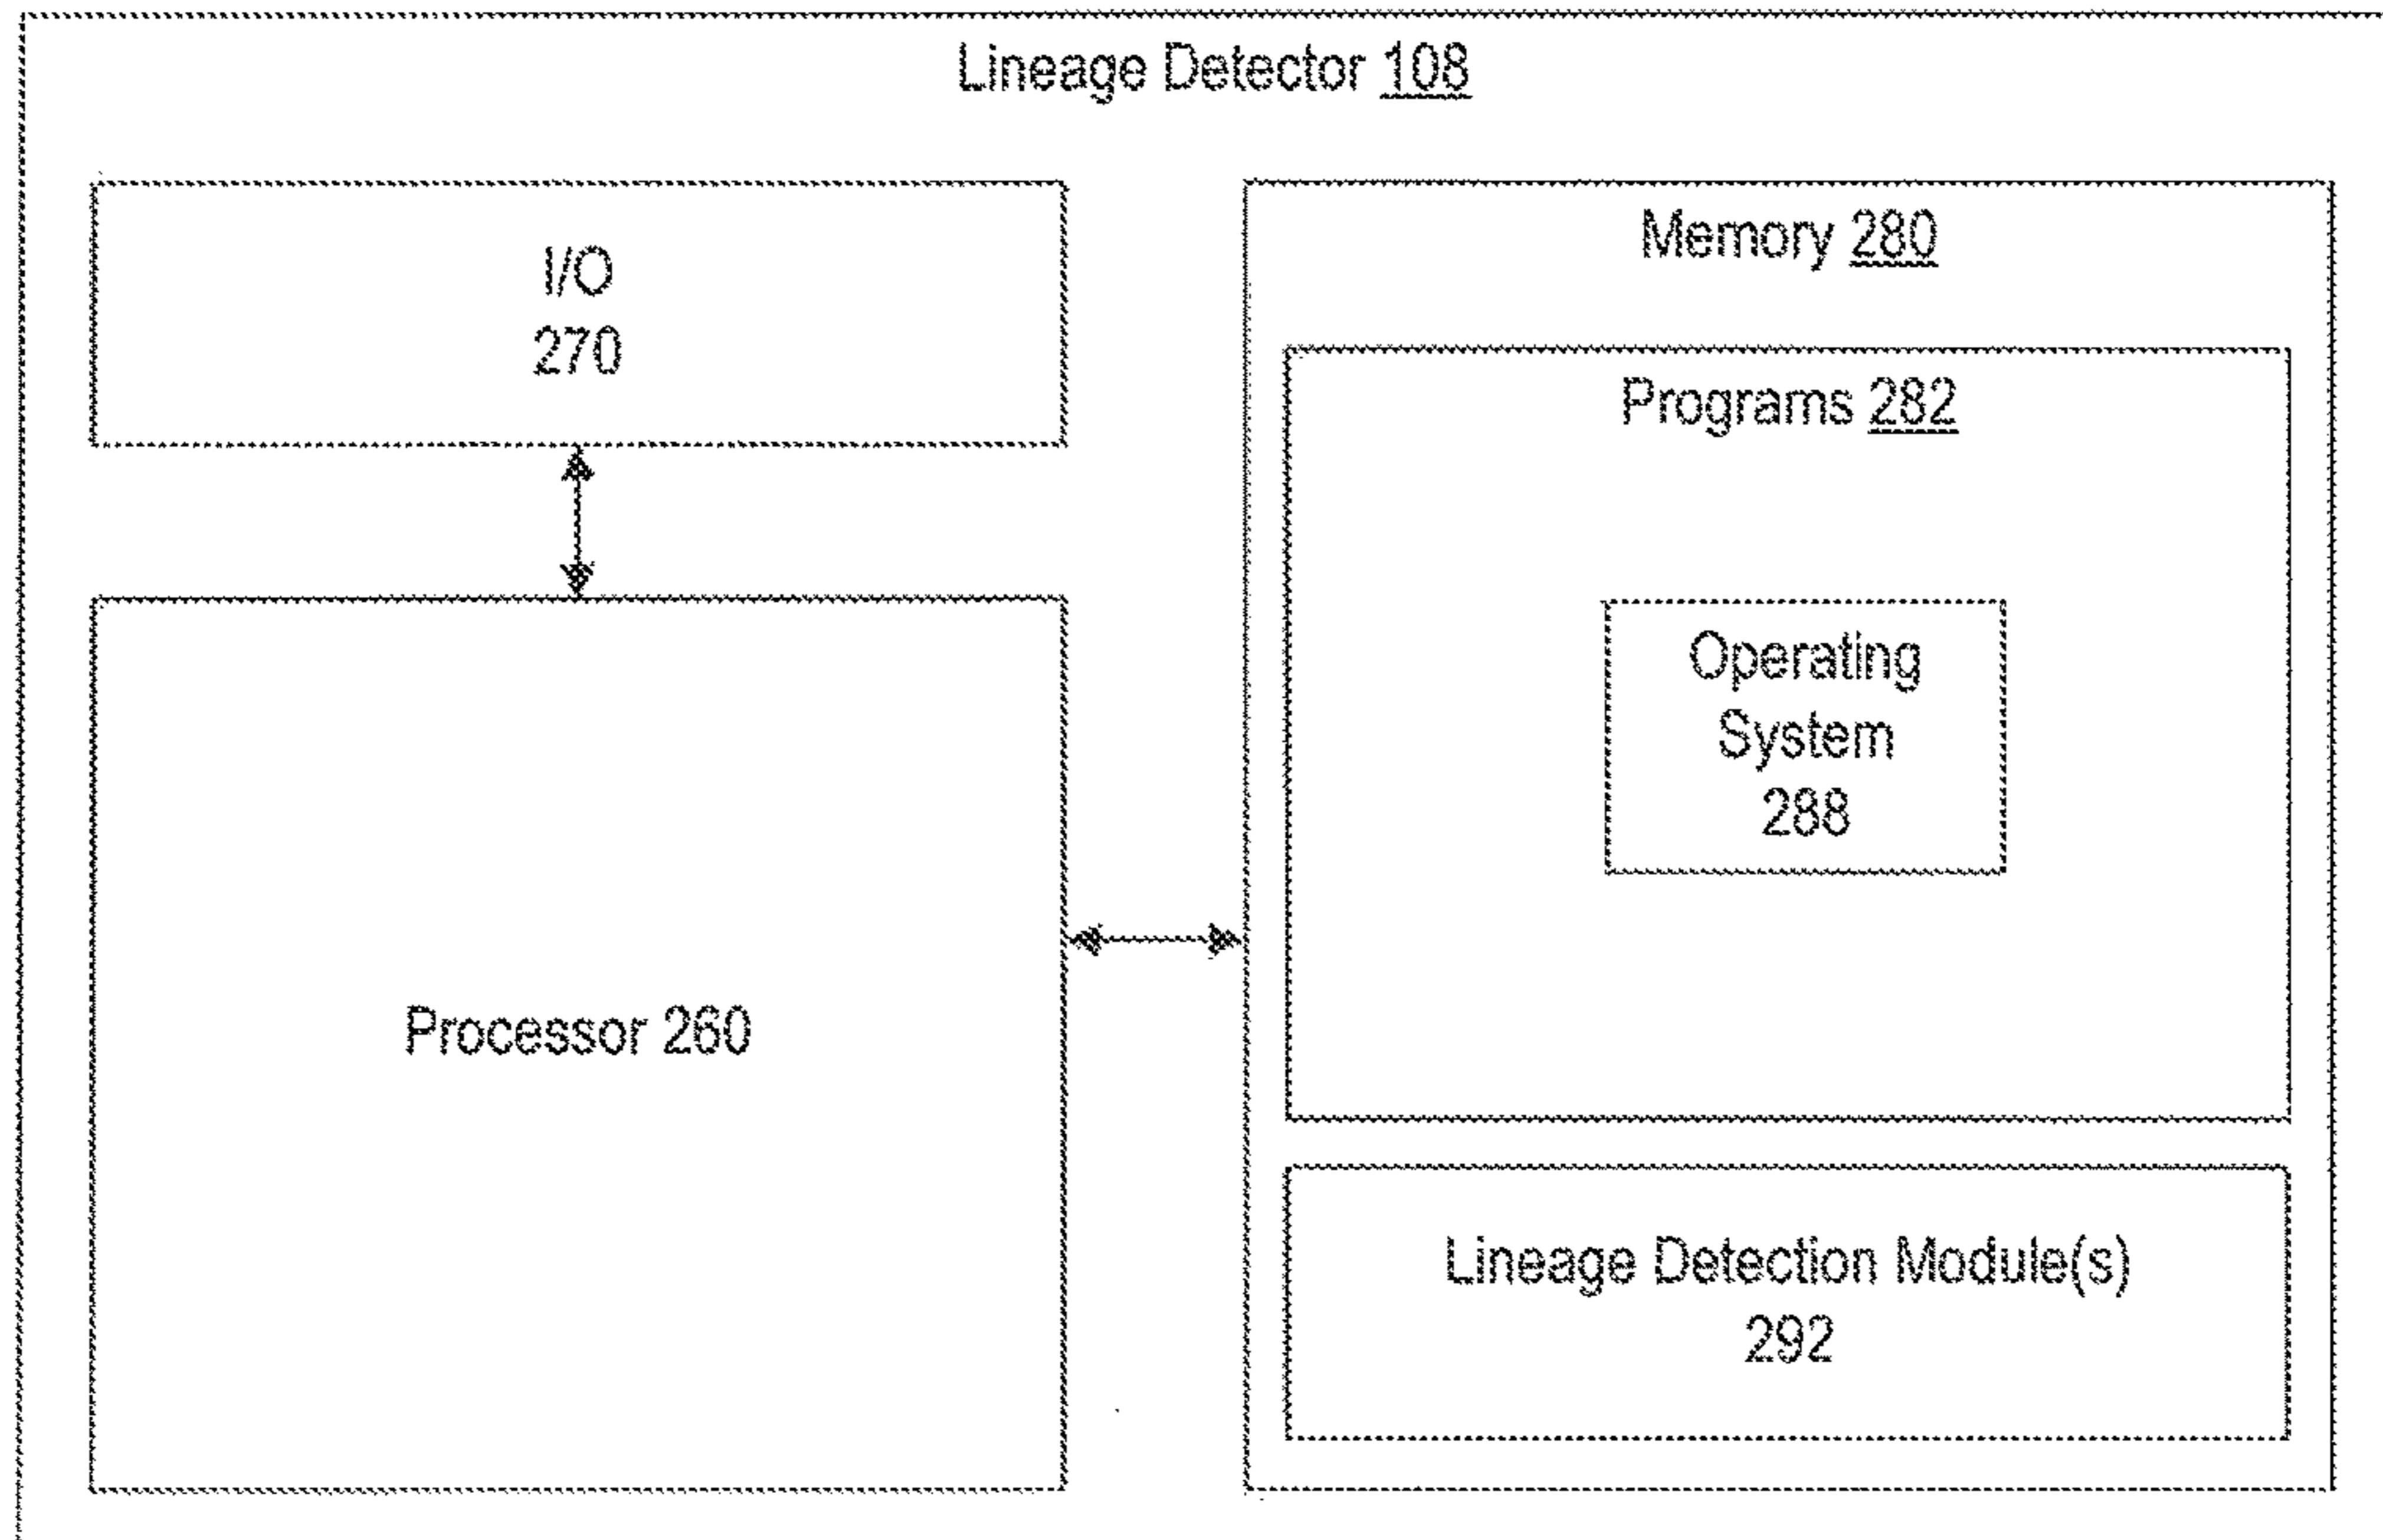 Lineage Detector 108
I/O
270
Processor 260
Memory 280
Programs 282
Operating
System
288
Lineage Detection Module(s)
292